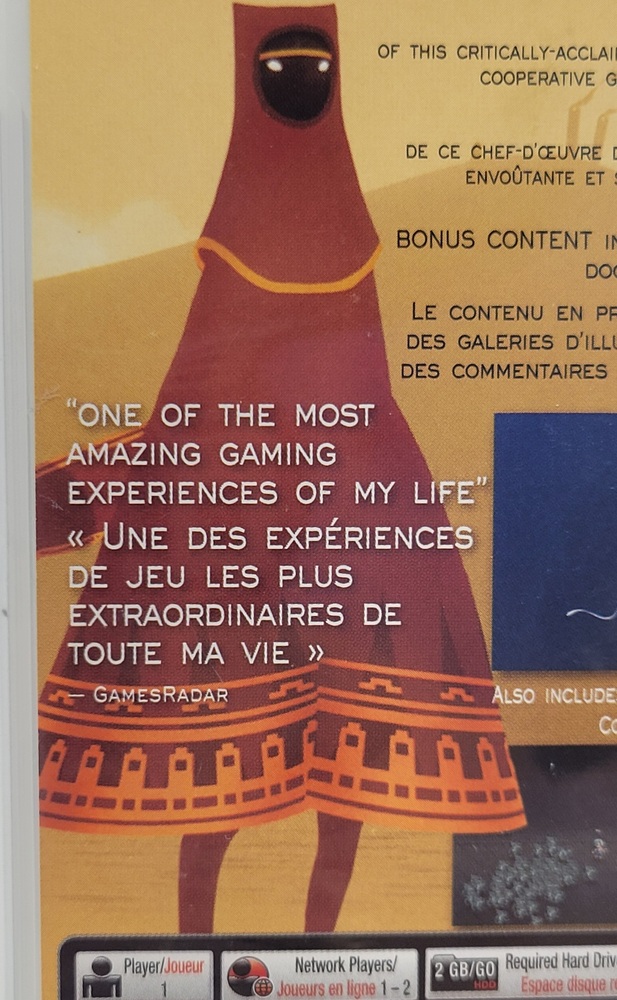 OF THIS CRITICALLY-ACCLAI
COOPERATIVE G
DE CE CHEF-D'ŒUVRE D
ENVOÛTANTE ET S
BONUS CONTENT IN
DOC
LE CONTENU EN PR
DES GALERIES D'ILLU
DES COMMENTAIRES
"ONE OF THE MOST
AMAZING GAMING
EXPERIENCES OF MY LIFE"
« UNE DES EXPÉRIENCES
DE JEU LES PLUS
EXTRAORDINAIRES DE
TOUTE MA VIE »
— GAMESRADAR
ALSO INCLUDE
CO
Player/Joueur
1
Network Players/
Joueurs en ligne 1-2
2 GB/GO
HDD
Required Hard Driv
Espace disque re